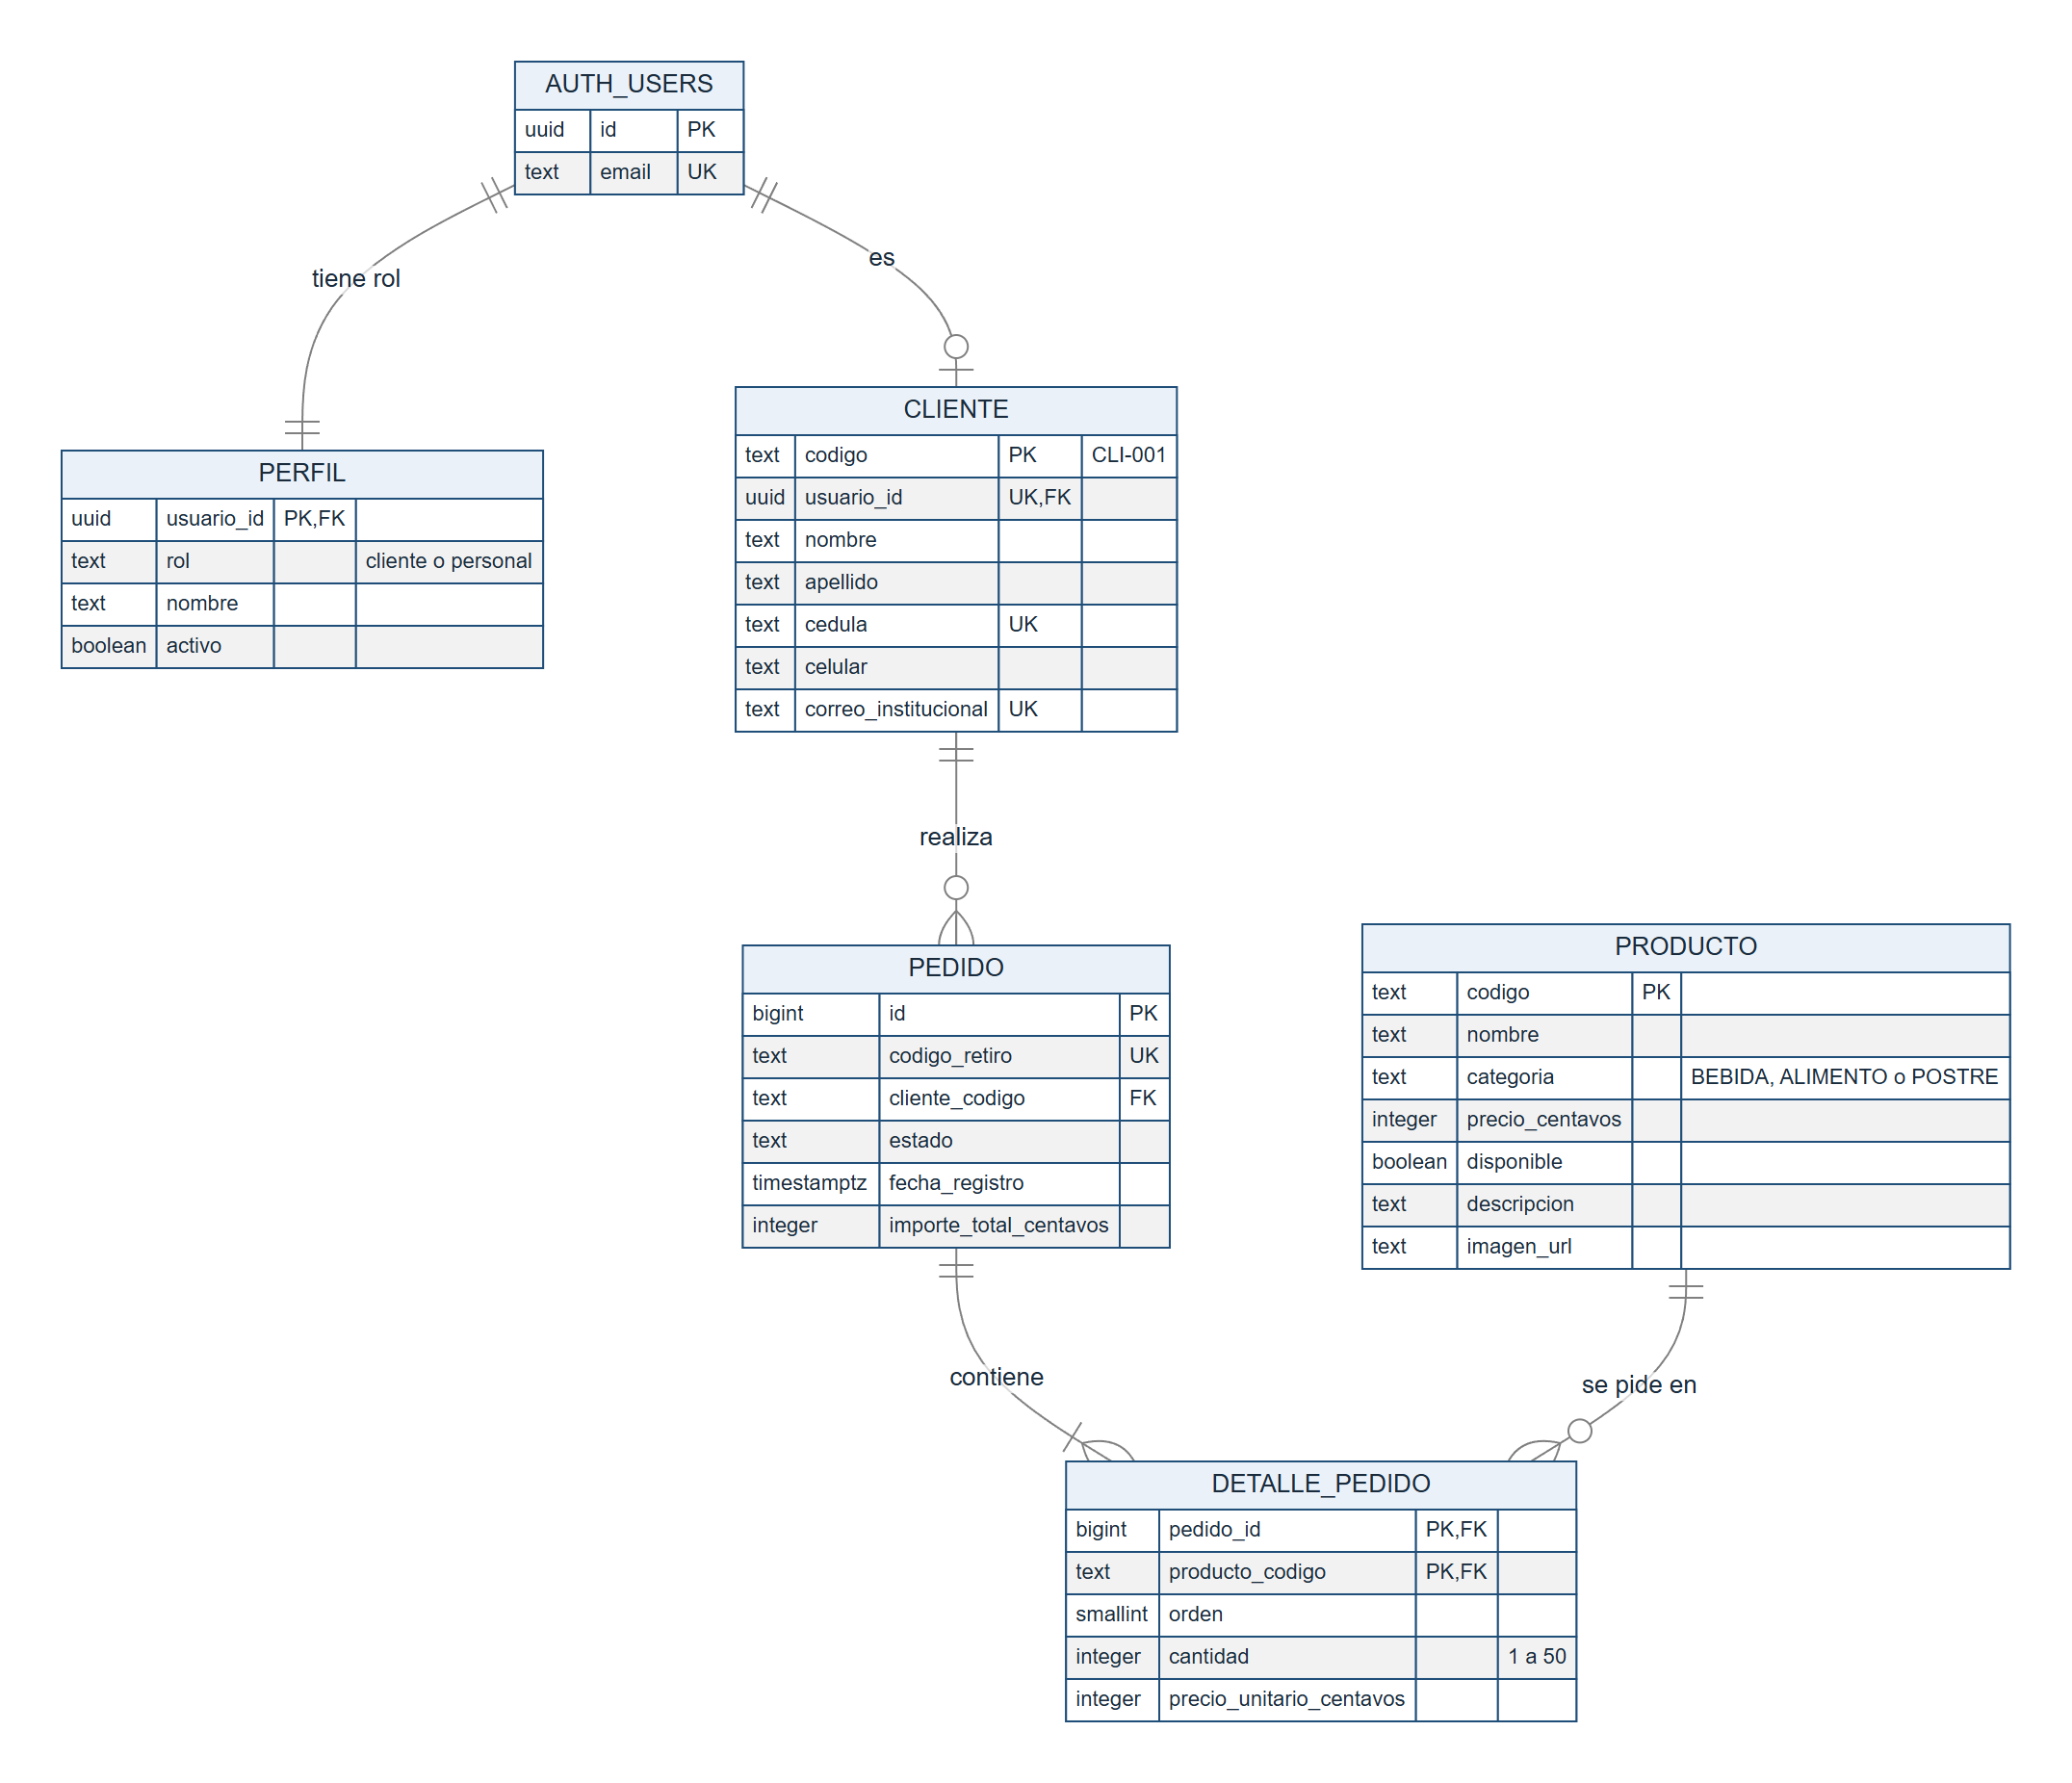 AUTH_USERS
uuid id PK
text email UK
tiene rol
es
PERFIL
uuid usuario_id PK,FK
text rol cliente o personal
text nombre
boolean activo
CLIENTE
text codigo PK CLI-001
uuid usuario_id UK,FK
text nombre
text apellido
text cedula UK
text celular
text correo_institucional UK
realiza
PEDIDO
bigint id PK
text codigo_retiro UK
text cliente_codigo FK
text estado
timestamptz fecha_registro
integer importe_total_centavos
PRODUCTO
text codigo PK
text nombre
text categoria BEBIDA, ALIMENTO o POSTRE
integer precio_centavos
boolean disponible
text descripcion
text imagen_url
contiene
se pide en
DETALLE_PEDIDO
bigint pedido_id PK,FK
text producto_codigo PK,FK
smallint orden
integer cantidad 1 a 50
integer precio_unitario_centavos